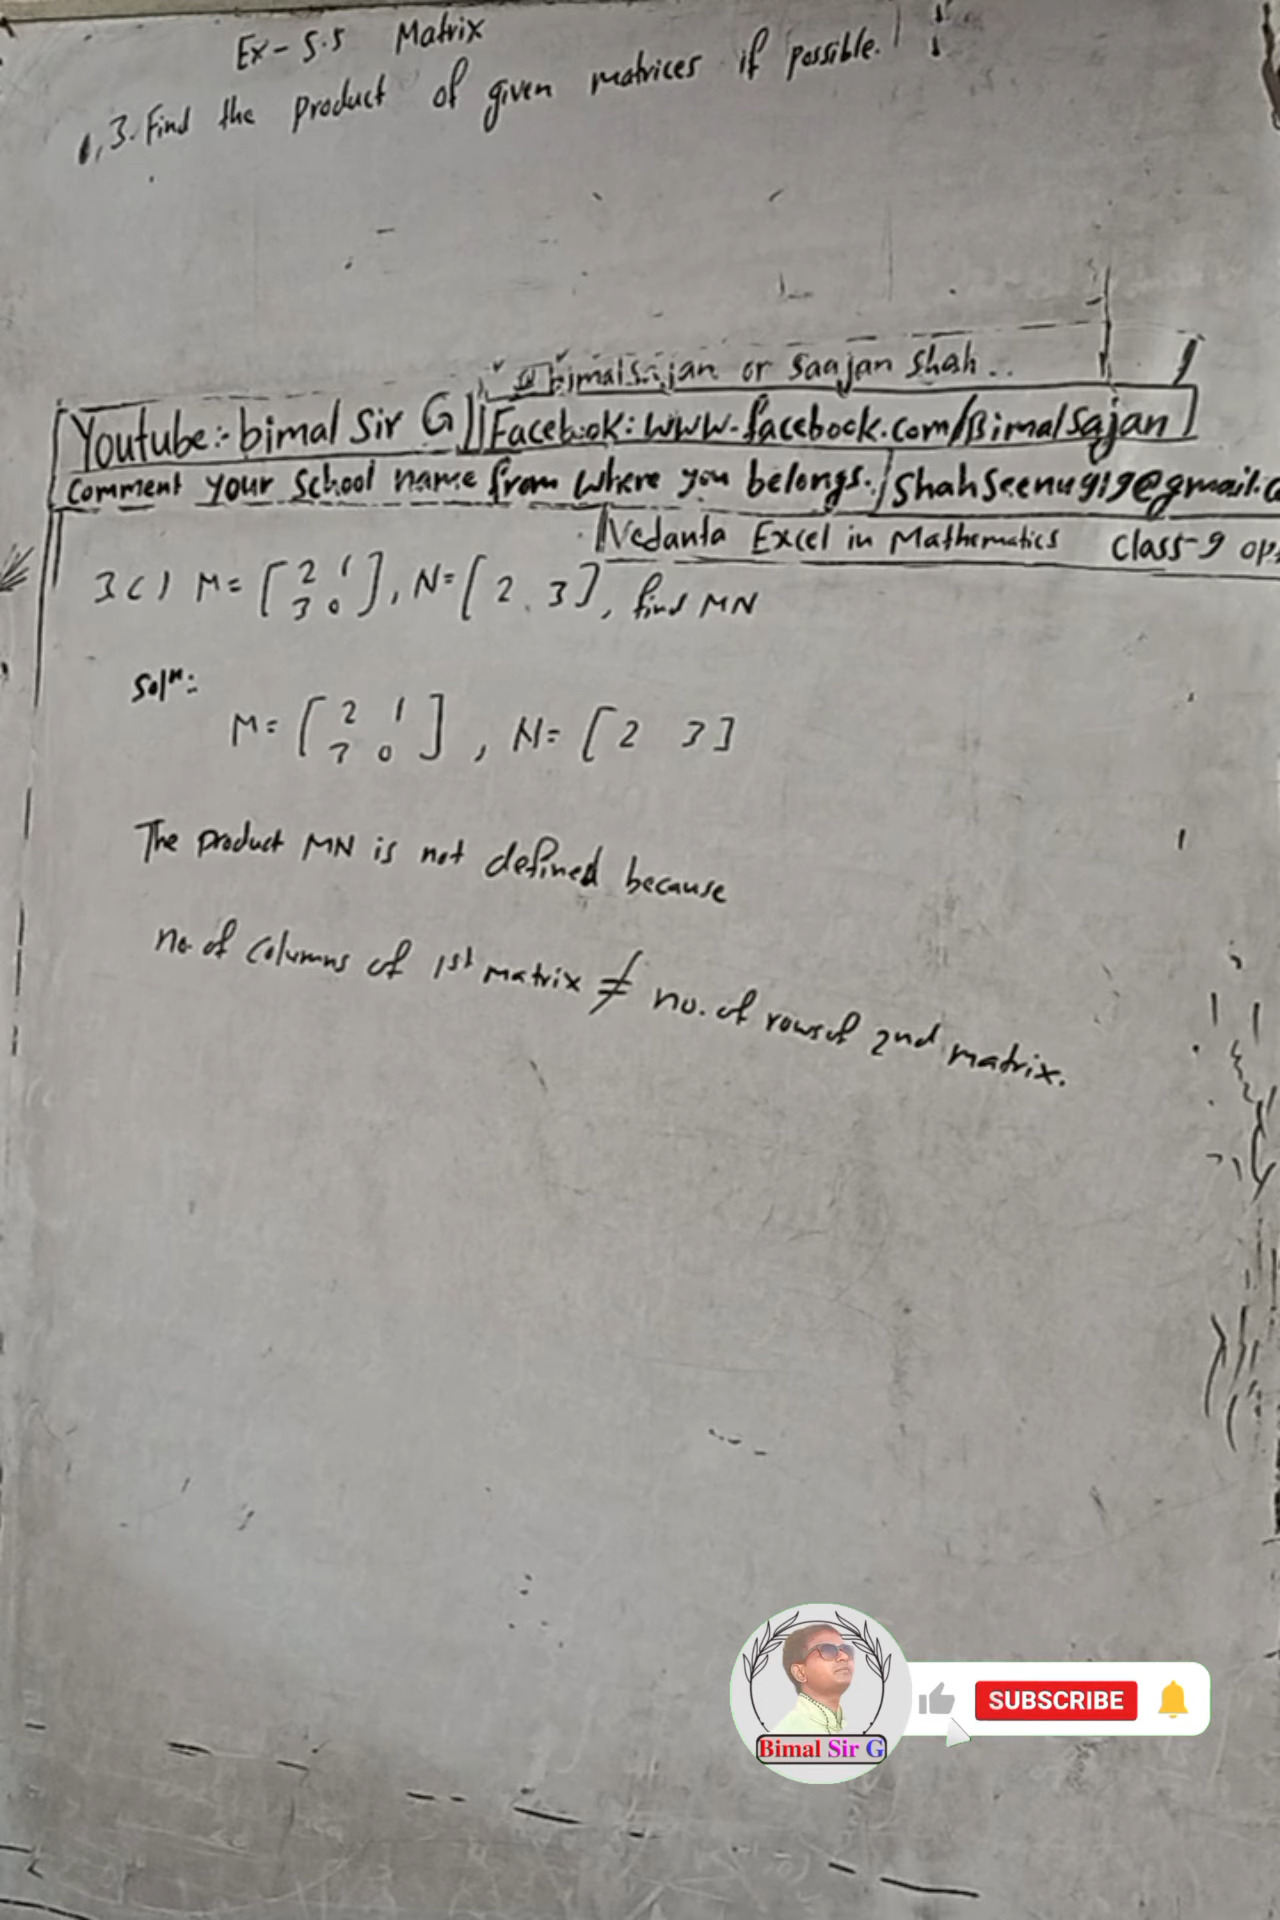 Ex - 5.5 Matrix
3. Find the product of given matrices if possible.
@bimalsajan or Saajan Shah..
Youtube:- bimal Sir G || Facebook: www.facebook.com/Bimalsajan
Comment your School name from where you belongs. / Shahseenu919@gmail.c
Vedanta Excel in Mathematics Class-9 op
3( ) M = [2 1
3 0], N = [2 3], find MN
Solⁿ:
M = [2 1
3 0], N = [2 3]
The product MN is not defined because
no. of columns of 1st matrix ≠ no. of rows of 2nd matrix.
SUBSCRIBE
Bimal Sir G